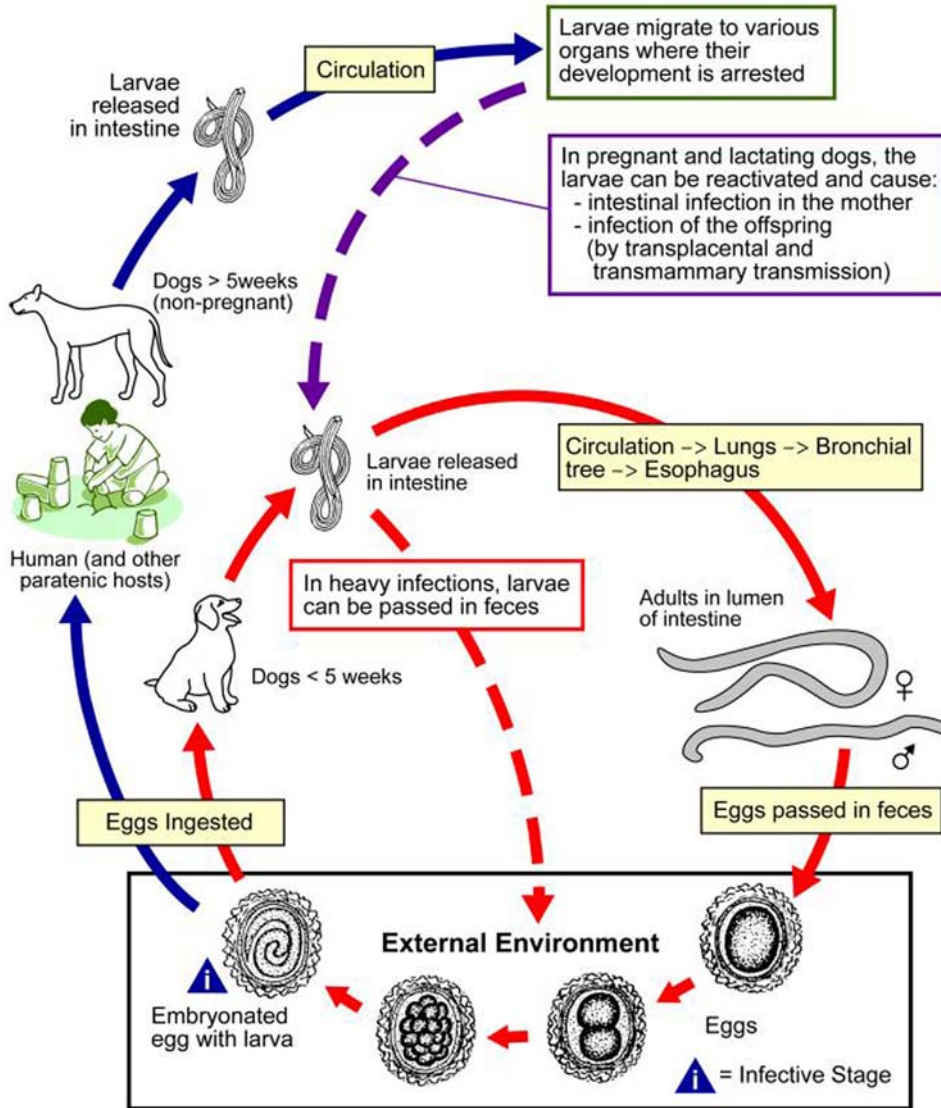 Larvae migrate to various
organs where their
development is arrested
Circulation
Larvae
released
in intestine
In pregnant and lactating dogs, the
larvae can be reactivated and cause:
- intestinal infection in the mother
- infection of the offspring
(by transplacental and
transmammary transmission)
Dogs > 5weeks
(non-pregnant)
Circulation –> Lungs –> Bronchial
tree –> Esophagus
Larvae released
in intestine
Human (and other
paratenic hosts)
In heavy infections, larvae
can be passed in feces
Adults in lumen
of intestine
♀
♂
Dogs < 5 weeks
Eggs Ingested
Eggs passed in feces
External Environment
i
Embryonated
egg with larva
Eggs
i = Infective Stage